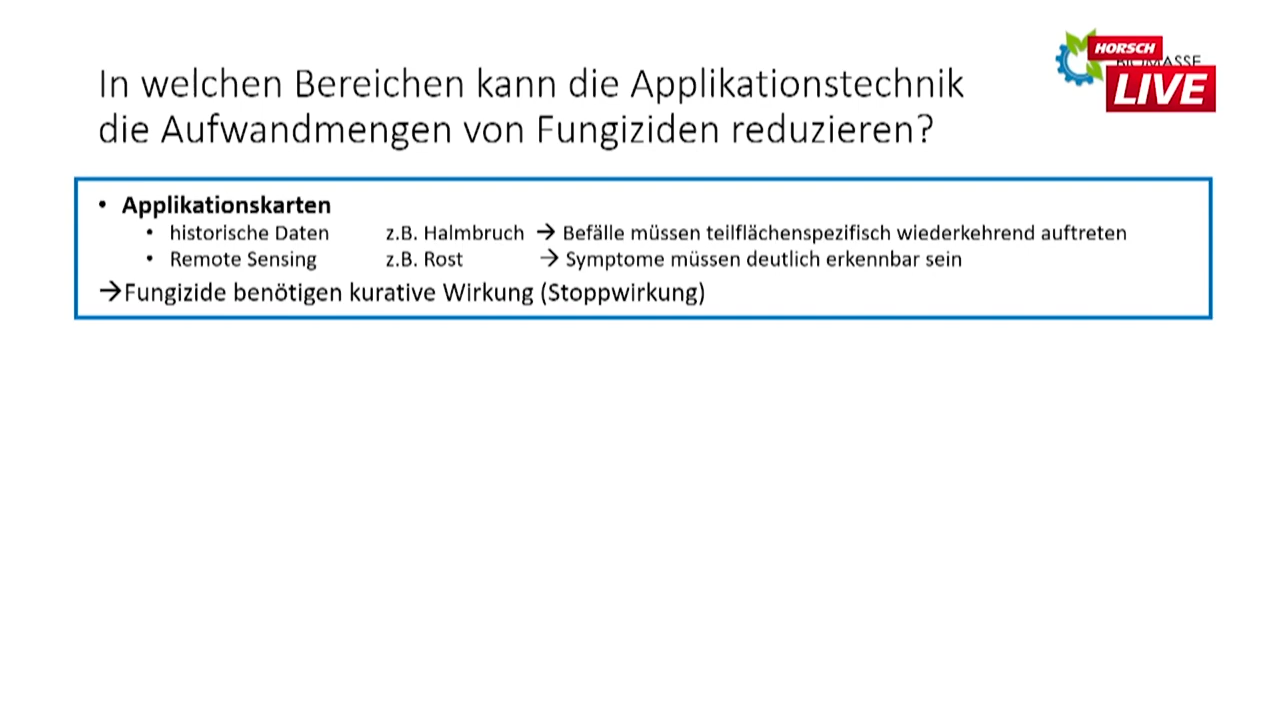 In welchen Bereichen kann die Applikationstechnik
die Aufwandmengen von Fungiziden reduzieren?
HORSCH
LIVE
• Applikationskarten
• historische Daten z.B. Halmbruch → Befälle müssen teilflächenspezifisch wiederkehrend auftreten
• Remote Sensing z.B. Rost → Symptome müssen deutlich erkennbar sein
→Fungizide benötigen kurative Wirkung (Stoppwirkung)